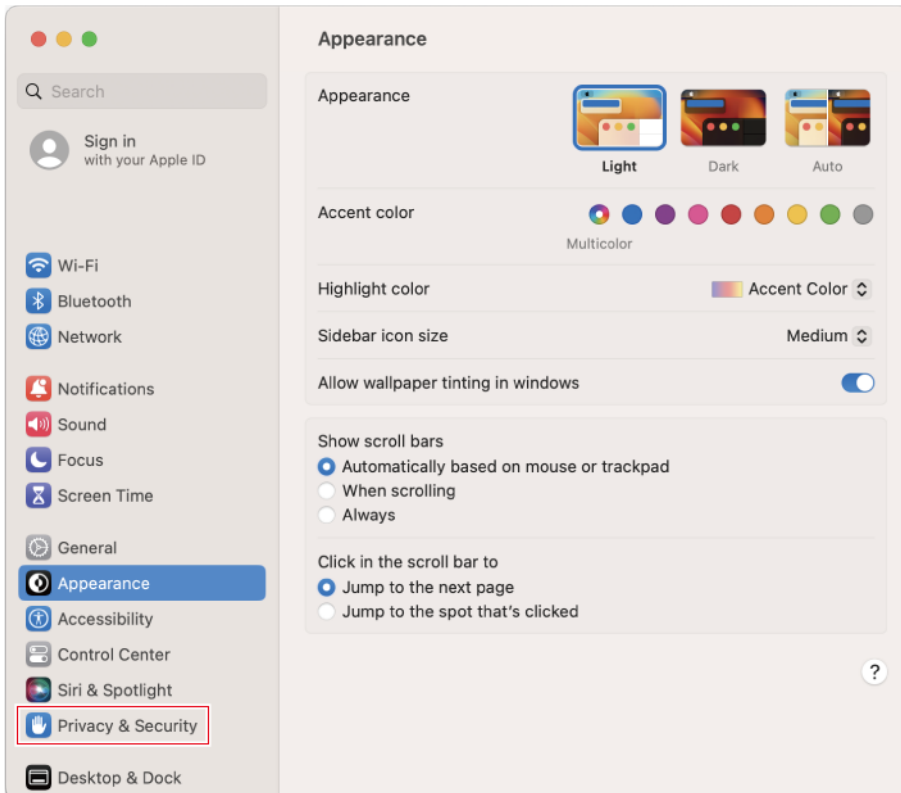 Search
Sign in
with your Apple ID
Wi-Fi
Bluetooth
Network
Notifications
Sound
Focus
Screen Time
General
Appearance
Accessibility
Control Center
Siri & Spotlight
Privacy & Security
Desktop & Dock
Appearance
Appearance
Light Dark Auto
Accent color
Multicolor
Highlight color Accent Color
Sidebar icon size Medium
Allow wallpaper tinting in windows
Show scroll bars
Automatically based on mouse or trackpad
When scrolling
Always
Click in the scroll bar to
Jump to the next page
Jump to the spot that's clicked
?